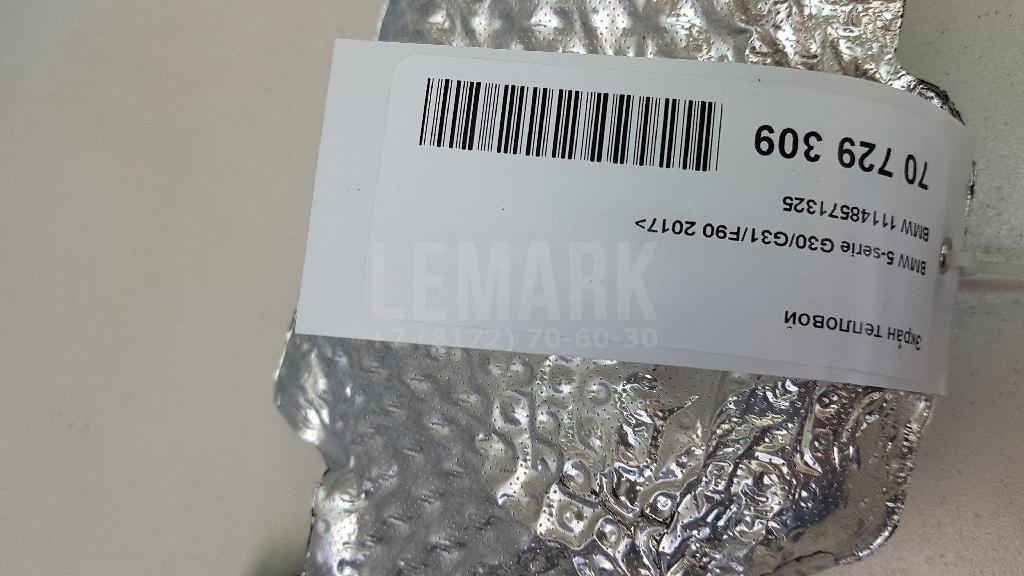 Экран тепловой
BMW 5-serie G30/G31/F90 2017>
BMW 11148571325
70 729 309
LEMARK
+7 (8172) 70-60-30